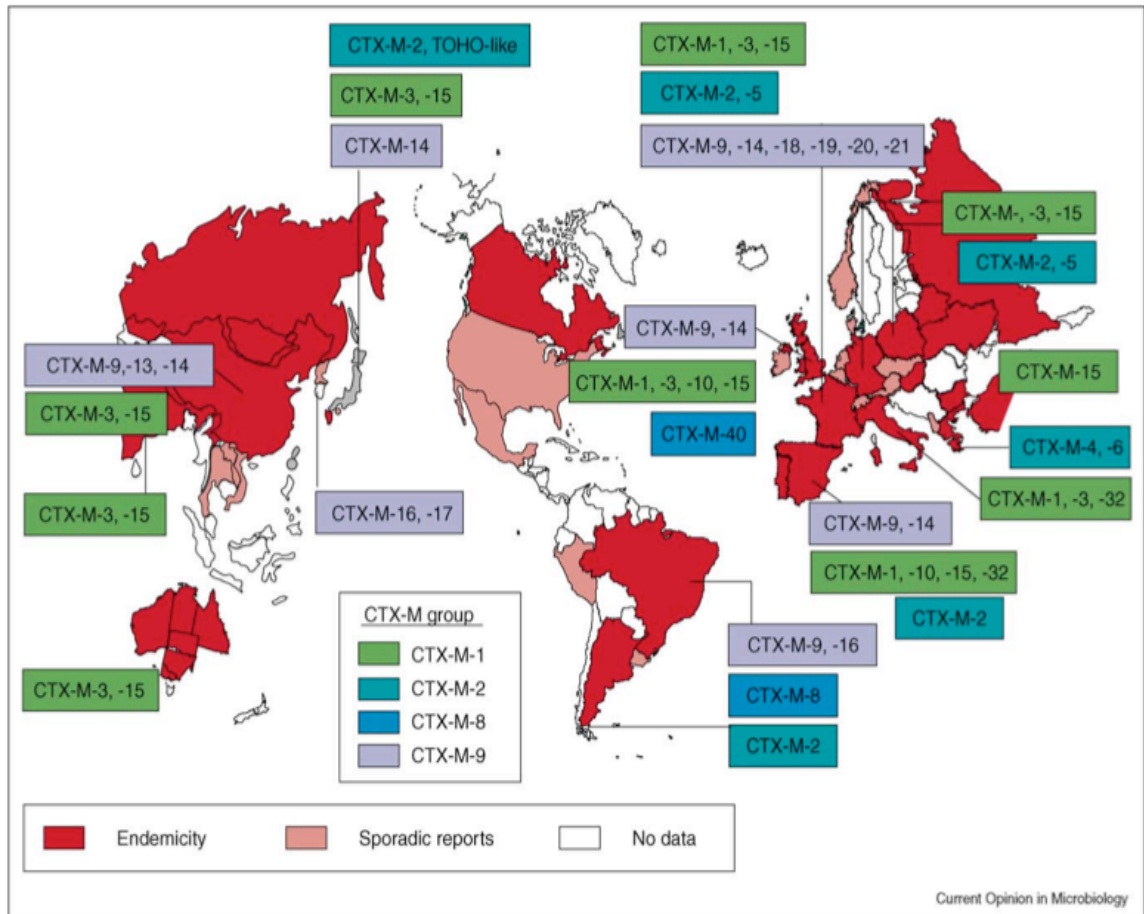 CTX-M-2, TOHO-like
CTX-M-3, -15
CTX-M-14
CTX-M-1, -3, -15
CTX-M-2, -5
CTX-M-9, -14, -18, -19, -20, -21
CTX-M-, -3, -15
CTX-M-2, -5
CTX-M-9, -14
CTX-M-9,-13, -14
CTX-M-1, -3, -10, -15
CTX-M-15
CTX-M-3, -15
CTX-M-40
CTX-M-4, -6
CTX-M-3, -15
CTX-M-16, -17
CTX-M-1, -3, -32
CTX-M-9, -14
CTX-M-1, -10, -15, -32
CTX-M-2
CTX-M-9, -16
CTX-M-8
CTX-M-2
CTX-M-3, -15
CTX-M group
CTX-M-1
CTX-M-2
CTX-M-8
CTX-M-9
Endemicity
Sporadic reports
No data
Current Opinion in Microbiology